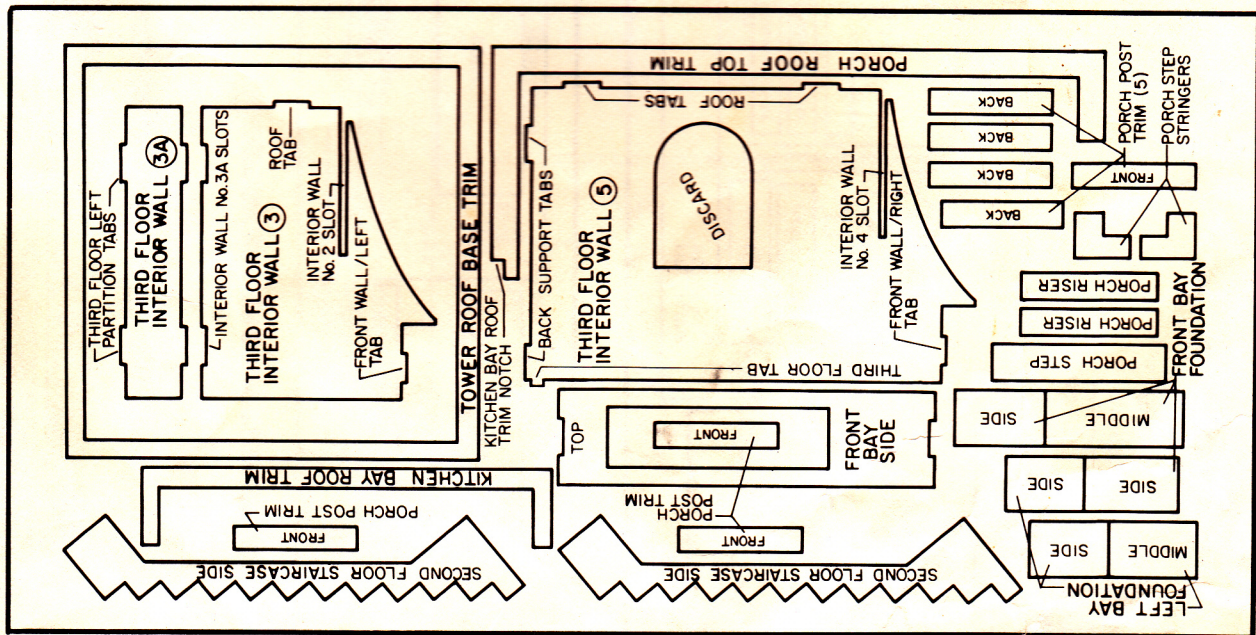 THIRD FLOOR LEFT
PARTITION TABS
THIRD FLOOR
INTERIOR WALL 3A
INTERIOR WALL No. 3A SLOTS
THIRD FLOOR
INTERIOR WALL 3
ROOF
TAB
INTERIOR WALL
No. 2 SLOT
FRONT WALL/LEFT
TAB
TOWER ROOF BASE TRIM
KITCHEN BAY ROOF
TRIM NOTCH
PORCH ROOF TOP TRIM
ROOF TABS
BACK SUPPORT TABS
THIRD FLOOR
INTERIOR WALL 5
DISCARD
INTERIOR WALL
No. 4 SLOT
FRONT WALL/RIGHT
TAB
THIRD FLOOR TAB
BACK
BACK
BACK
BACK
PORCH POST
TRIM (5)
PORCH STEP
STRINGERS
FRONT
PORCH RISER
PORCH RISER
PORCH STEP
FRONT BAY
FOUNDATION
SIDE
MIDDLE
SIDE
SIDE
SIDE
MIDDLE
LEFT BAY
FOUNDATION
TOP
FRONT
FRONT
BAY
SIDE
PORCH
POST TRIM
FRONT
SECOND FLOOR STAIRCASE SIDE
KITCHEN BAY ROOF TRIM
PORCH POST TRIM
FRONT
SECOND FLOOR STAIRCASE SIDE